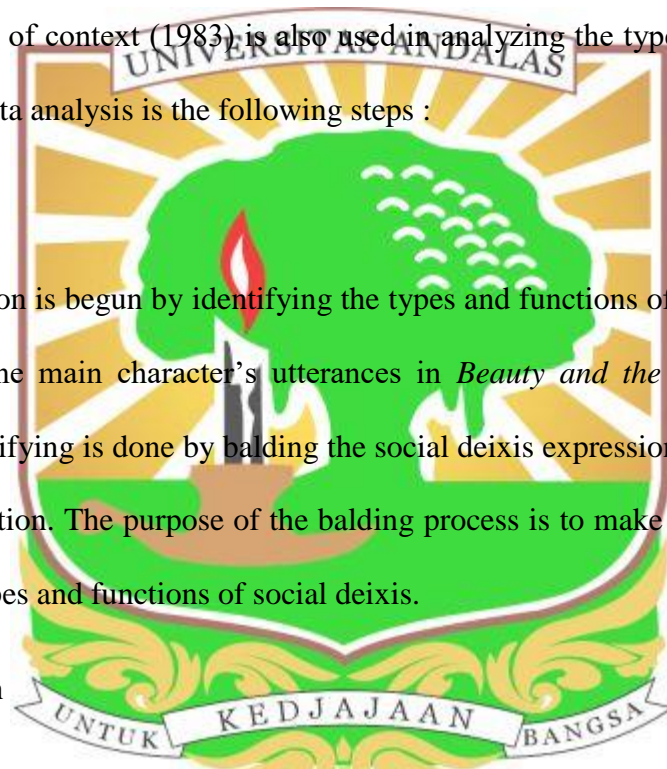 of context (1983) is also used in analyzing the type
UNIVERSITAS ANDALAS
ta analysis is the following steps :
on is begun by identifying the types and functions of
ne main character's utterances in Beauty and the
ifying is done by balding the social deixis expression
tion. The purpose of the balding process is to make
pes and functions of social deixis.
n
UNTUK KEDJAJAAN BANGSA